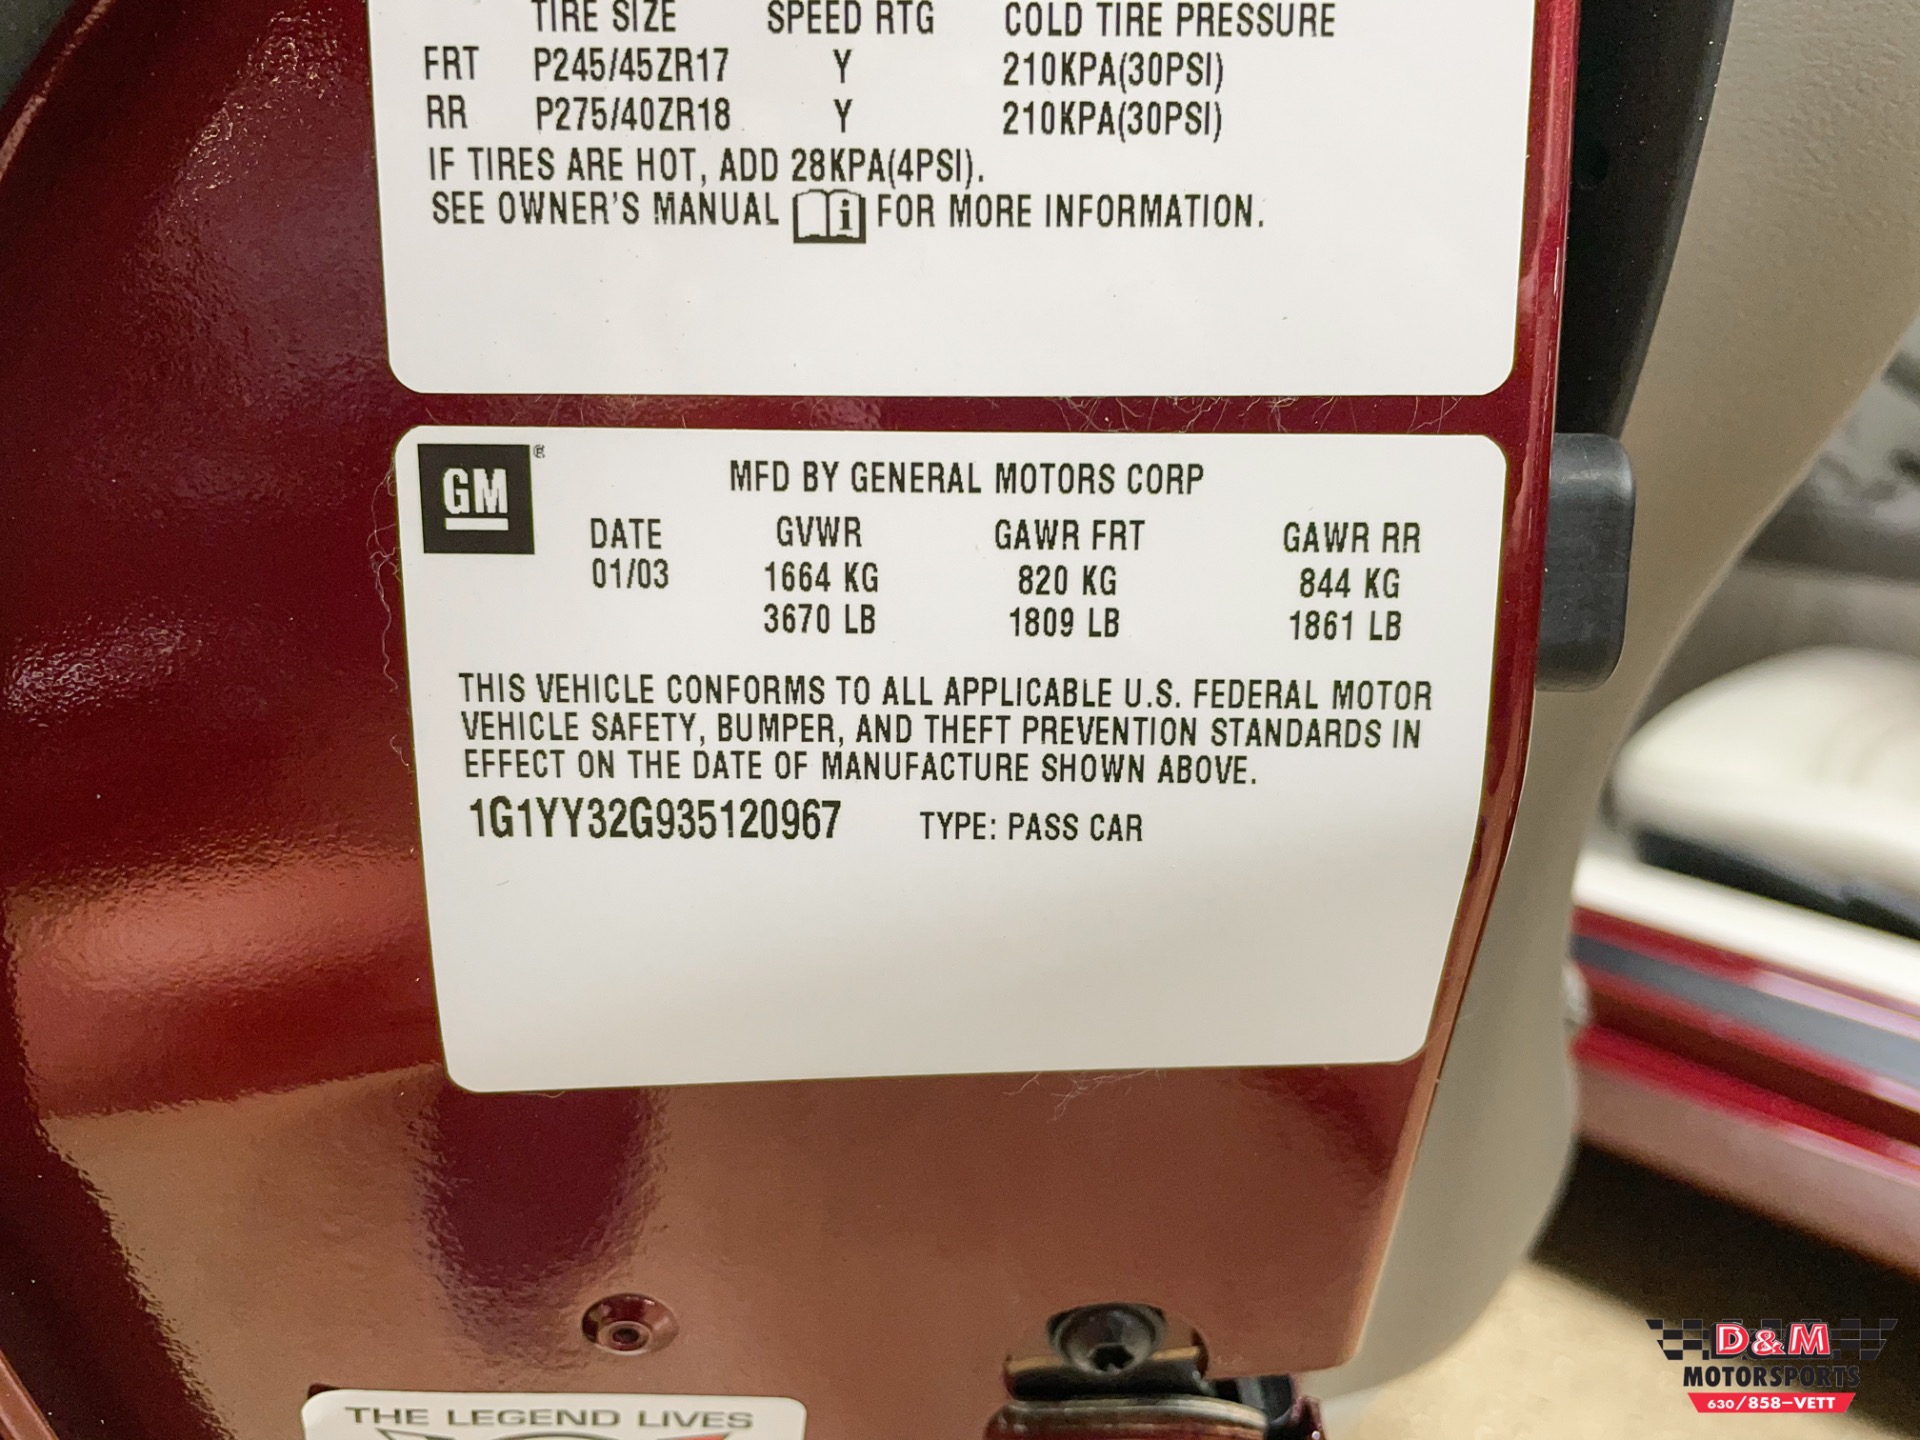 TIRE SIZE SPEED RTG COLD TIRE PRESSURE
FRT P245/45ZR17 Y 210KPA(30PSI)
RR P275/40ZR18 Y 210KPA(30PSI)
IF TIRES ARE HOT, ADD 28KPA(4PSI).
SEE OWNER'S MANUAL i FOR MORE INFORMATION.
GM ®
MFD BY GENERAL MOTORS CORP
DATE GVWR GAWR FRT GAWR RR
01/03 1664 KG 820 KG 844 KG
3670 LB 1809 LB 1861 LB
THIS VEHICLE CONFORMS TO ALL APPLICABLE U.S. FEDERAL MOTOR
VEHICLE SAFETY, BUMPER, AND THEFT PREVENTION STANDARDS IN
EFFECT ON THE DATE OF MANUFACTURE SHOWN ABOVE.
1G1YY32G935120967 TYPE: PASS CAR
THE LEGEND LIVES
D&M
MOTORSPORTS
630/858-VETT